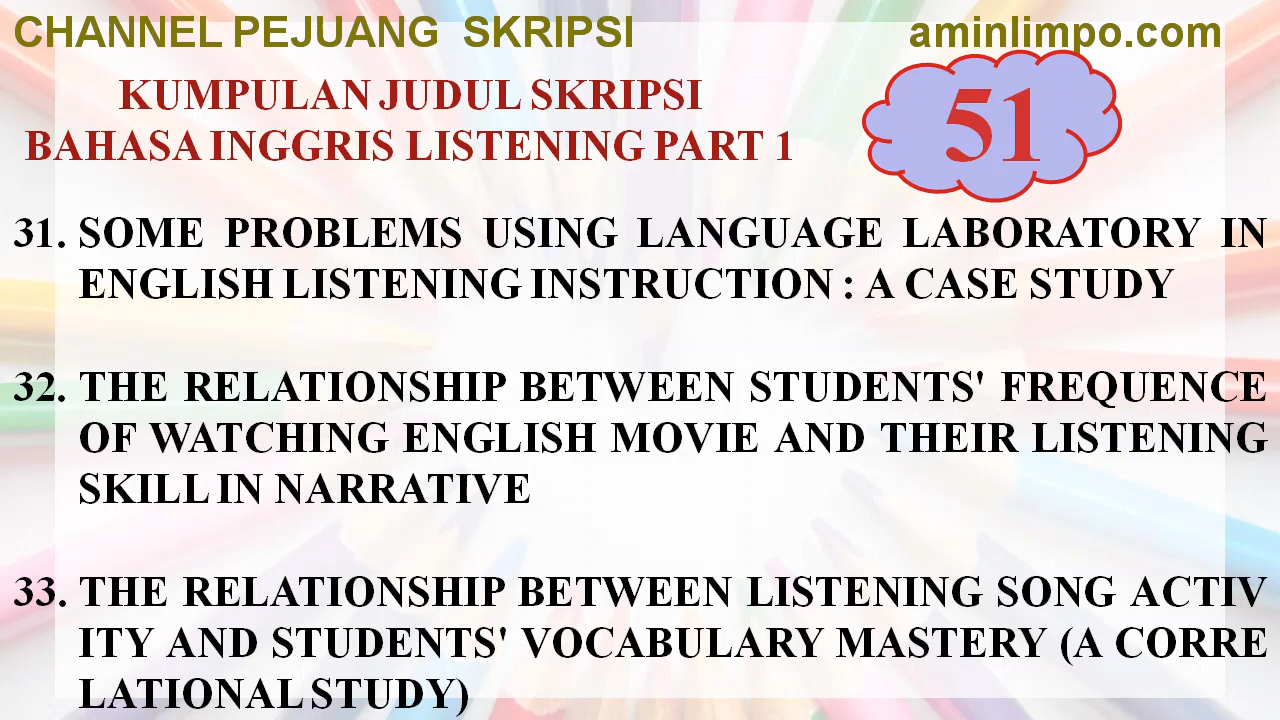 CHANNEL PEJUANG SKRIPSI
aminlimpo.com
KUMPULAN JUDUL SKRIPSI
BAHASA INGGRIS LISTENING PART 1
51
31. SOME PROBLEMS USING LANGUAGE LABORATORY IN
ENGLISH LISTENING INSTRUCTION : A CASE STUDY
32. THE RELATIONSHIP BETWEEN STUDENTS' FREQUENCE
OF WATCHING ENGLISH MOVIE AND THEIR LISTENING
SKILL IN NARRATIVE
33. THE RELATIONSHIP BETWEEN LISTENING SONG ACTIV
ITY AND STUDENTS' VOCABULARY MASTERY (A CORRE
LATIONAL STUDY)